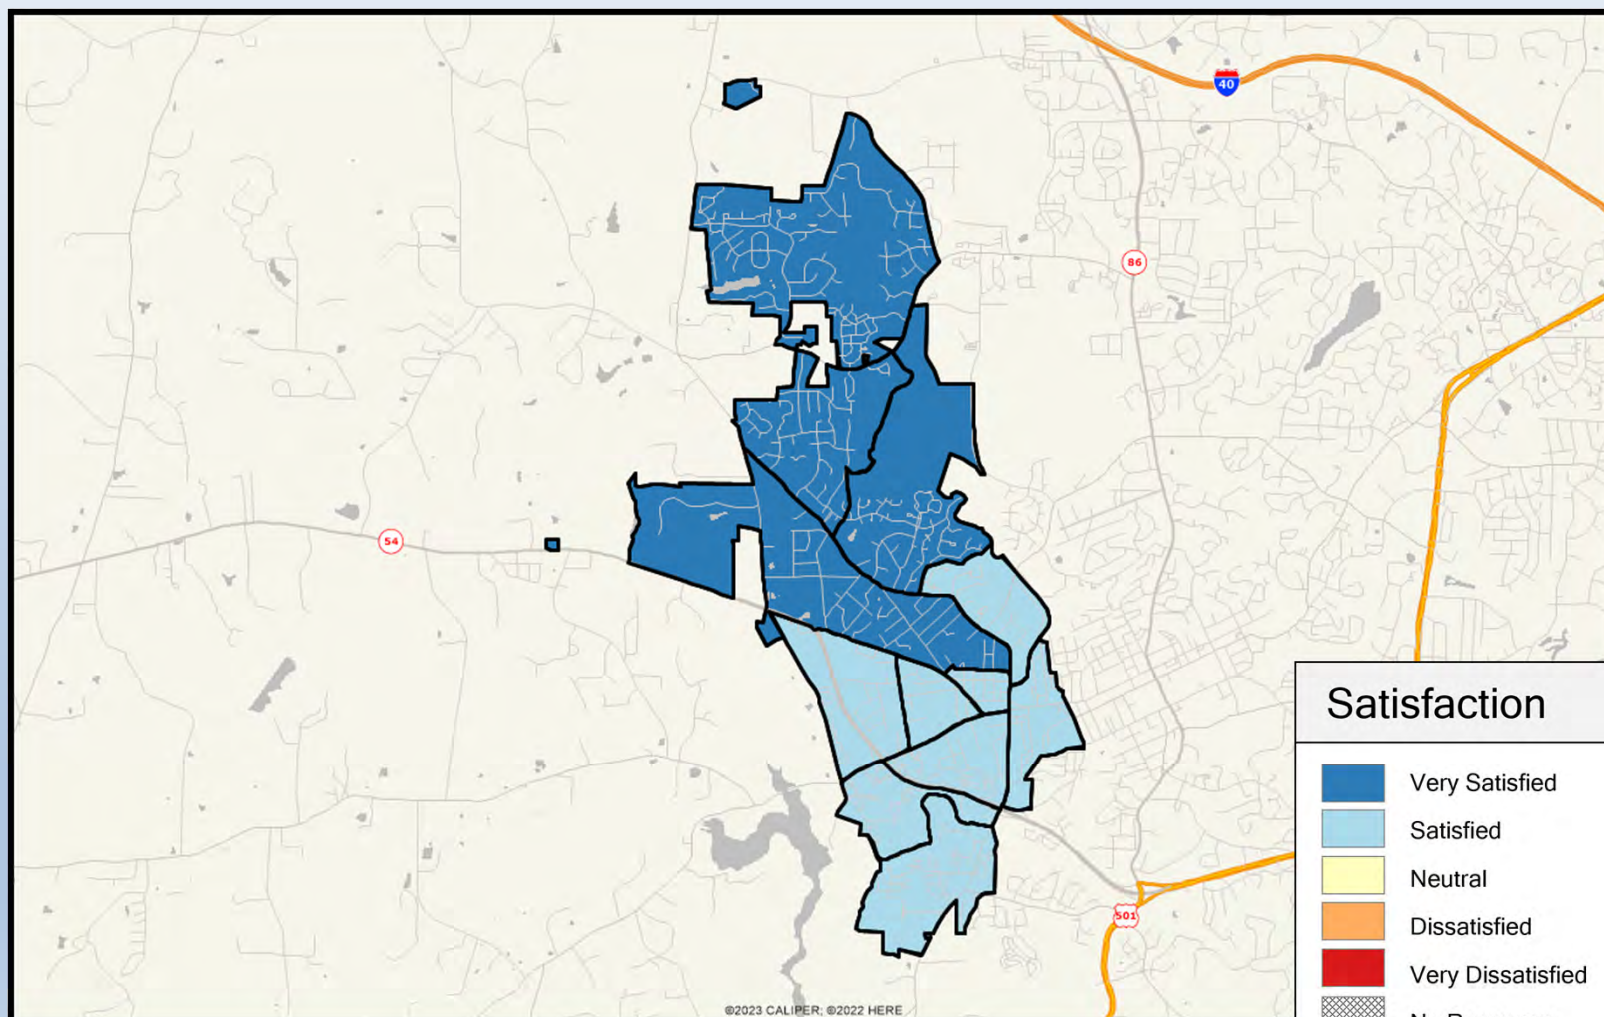 40
86
54
Satisfaction
Very Satisfied
Satisfied
Neutral
Dissatisfied
501
Very Dissatisfied
©2023 CALIPER; ©2022 HERE